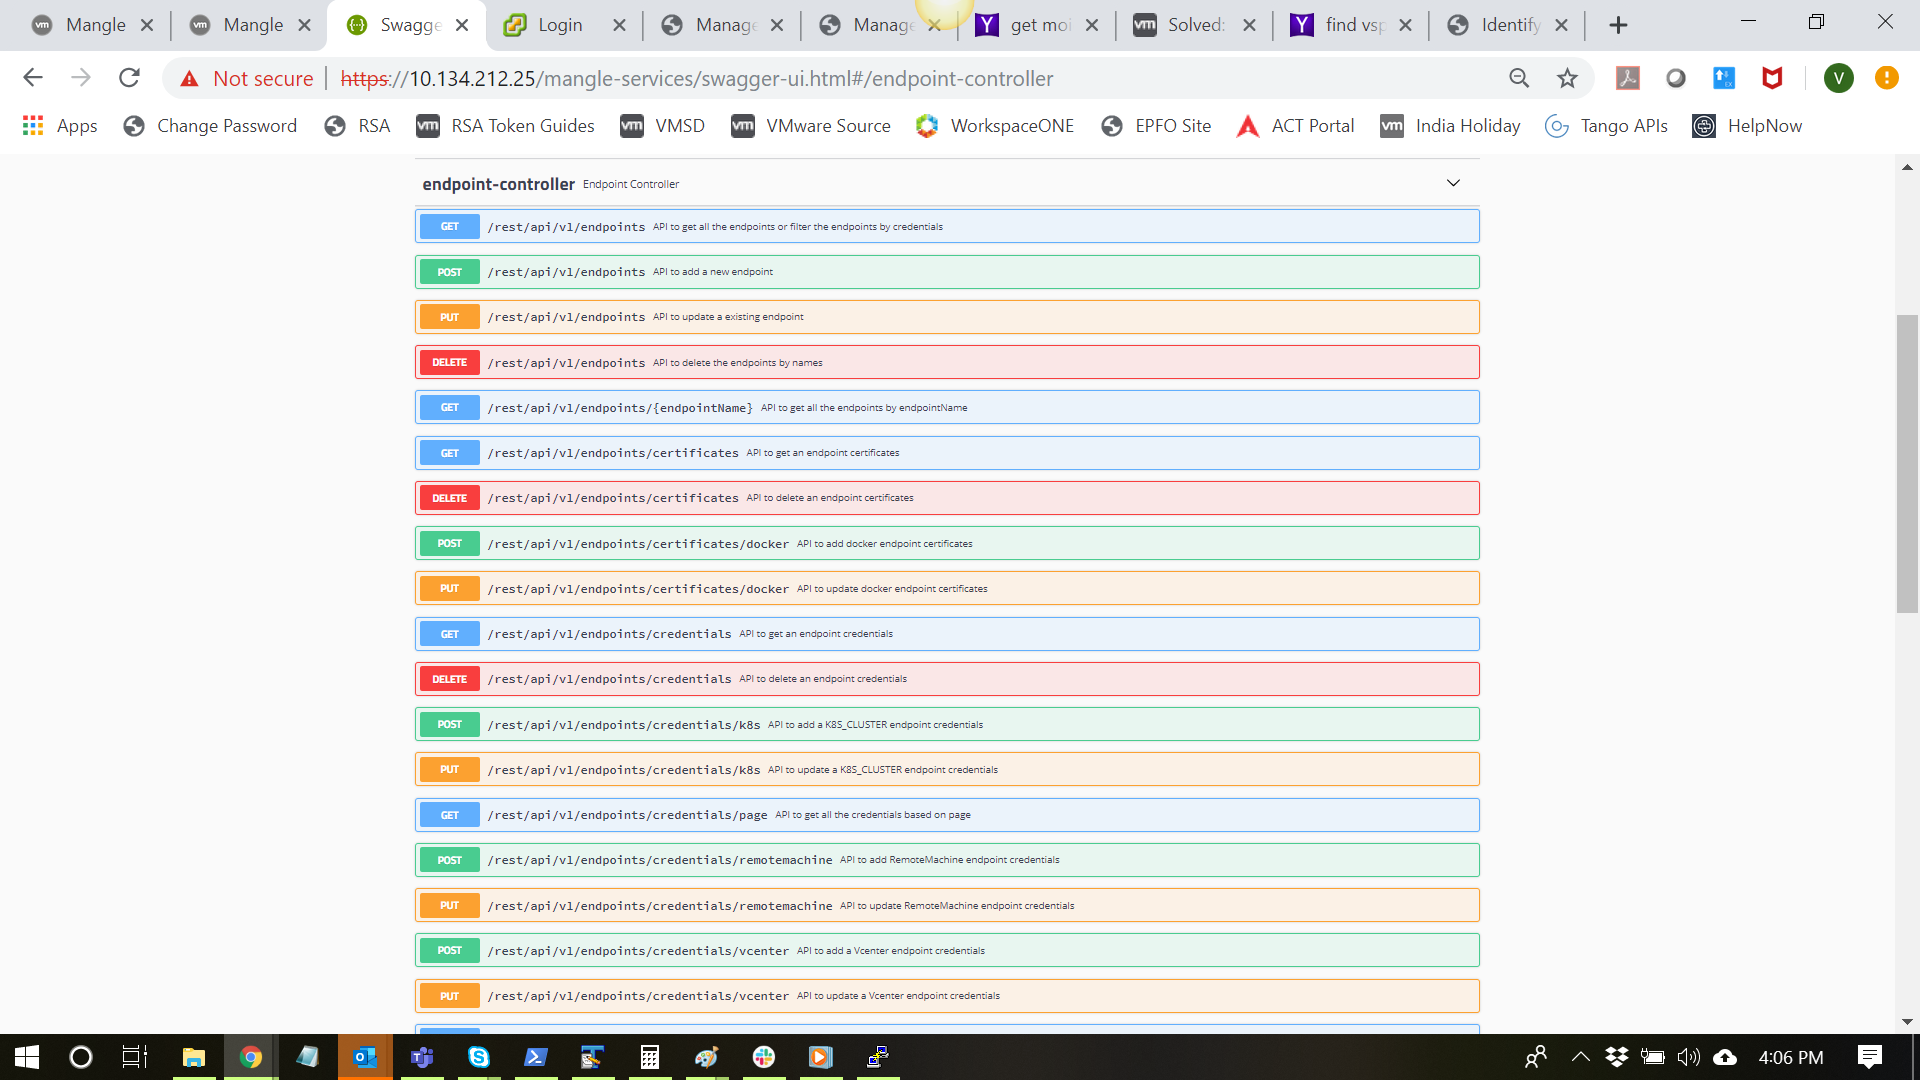 Mangle Mangle Swagge Login Manage Manage get moi Solved: find vsp Identify
Not secure https://10.134.212.25/mangle-services/swagger-ui.html#/endpoint-controller V
Apps Change Password RSA RSA Token Guides VMSD VMware Source WorkspaceONE EPFO Site ACT Portal India Holiday Tango APIs HelpNow
endpoint-controller Endpoint Controller
GET /rest/api/v1/endpoints API to get all the endpoints or filter the endpoints by credentials
POST /rest/api/v1/endpoints API to add a new endpoint
PUT /rest/api/v1/endpoints API to update a existing endpoint
DELETE /rest/api/v1/endpoints API to delete the endpoints by names
GET /rest/api/v1/endpoints/{endpointName} API to get all the endpoints by endpointName
GET /rest/api/v1/endpoints/certificates API to get an endpoint certificates
DELETE /rest/api/v1/endpoints/certificates API to delete an endpoint certificates
POST /rest/api/v1/endpoints/certificates/docker API to add docker endpoint certificates
PUT /rest/api/v1/endpoints/certificates/docker API to update docker endpoint certificates
GET /rest/api/v1/endpoints/credentials API to get an endpoint credentials
DELETE /rest/api/v1/endpoints/credentials API to delete an endpoint credentials
POST /rest/api/v1/endpoints/credentials/k8s API to add a K8S_CLUSTER endpoint credentials
PUT /rest/api/v1/endpoints/credentials/k8s API to update a K8S_CLUSTER endpoint credentials
GET /rest/api/v1/endpoints/credentials/page API to get all the credentials based on page
POST /rest/api/v1/endpoints/credentials/remotemachine API to add RemoteMachine endpoint credentials
PUT /rest/api/v1/endpoints/credentials/remotemachine API to update RemoteMachine endpoint credentials
POST /rest/api/v1/endpoints/credentials/vcenter API to add a Vcenter endpoint credentials
PUT /rest/api/v1/endpoints/credentials/vcenter API to update a Vcenter endpoint credentials
4:06 PM